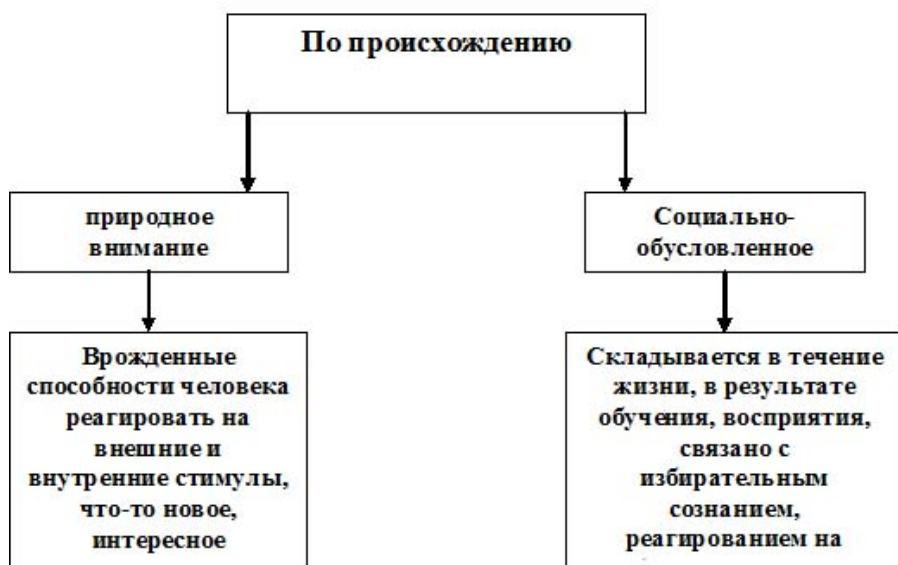 По происхождению
природное
внимание
Социально-
обусловленное
Врожденные
способности человека
реагировать на
внешние и
внутренние стимулы,
что-то новое,
интересное
Складывается в течение
жизни, в результате
обучения, восприятия,
связано с
избирательным
сознанием,
реагированием на